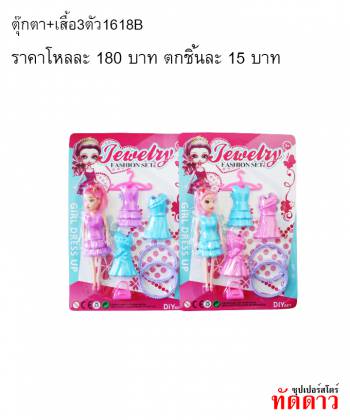 ตุ๊กตา+เสื้อ3ตัว1618B
ราคาโหลละ 180 บาท ตกชิ้นละ 15 บาท
Jewelry
FASHION SET
GIRL DRESS UP
DIY
Jewelry
FASHION SET
GIRL DRESS UP
DIY
ซุปเปอร์สโตร์
ทัดดาว